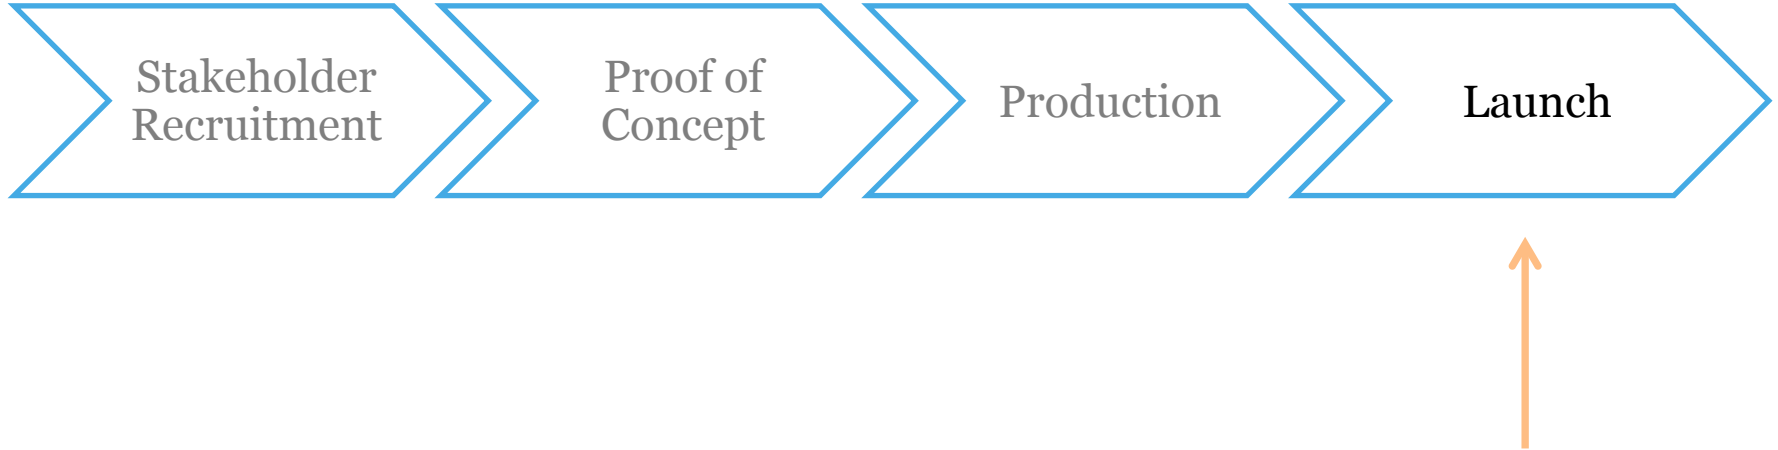 Stakeholder
Recruitment
Proof of
Concept
Production
Launch